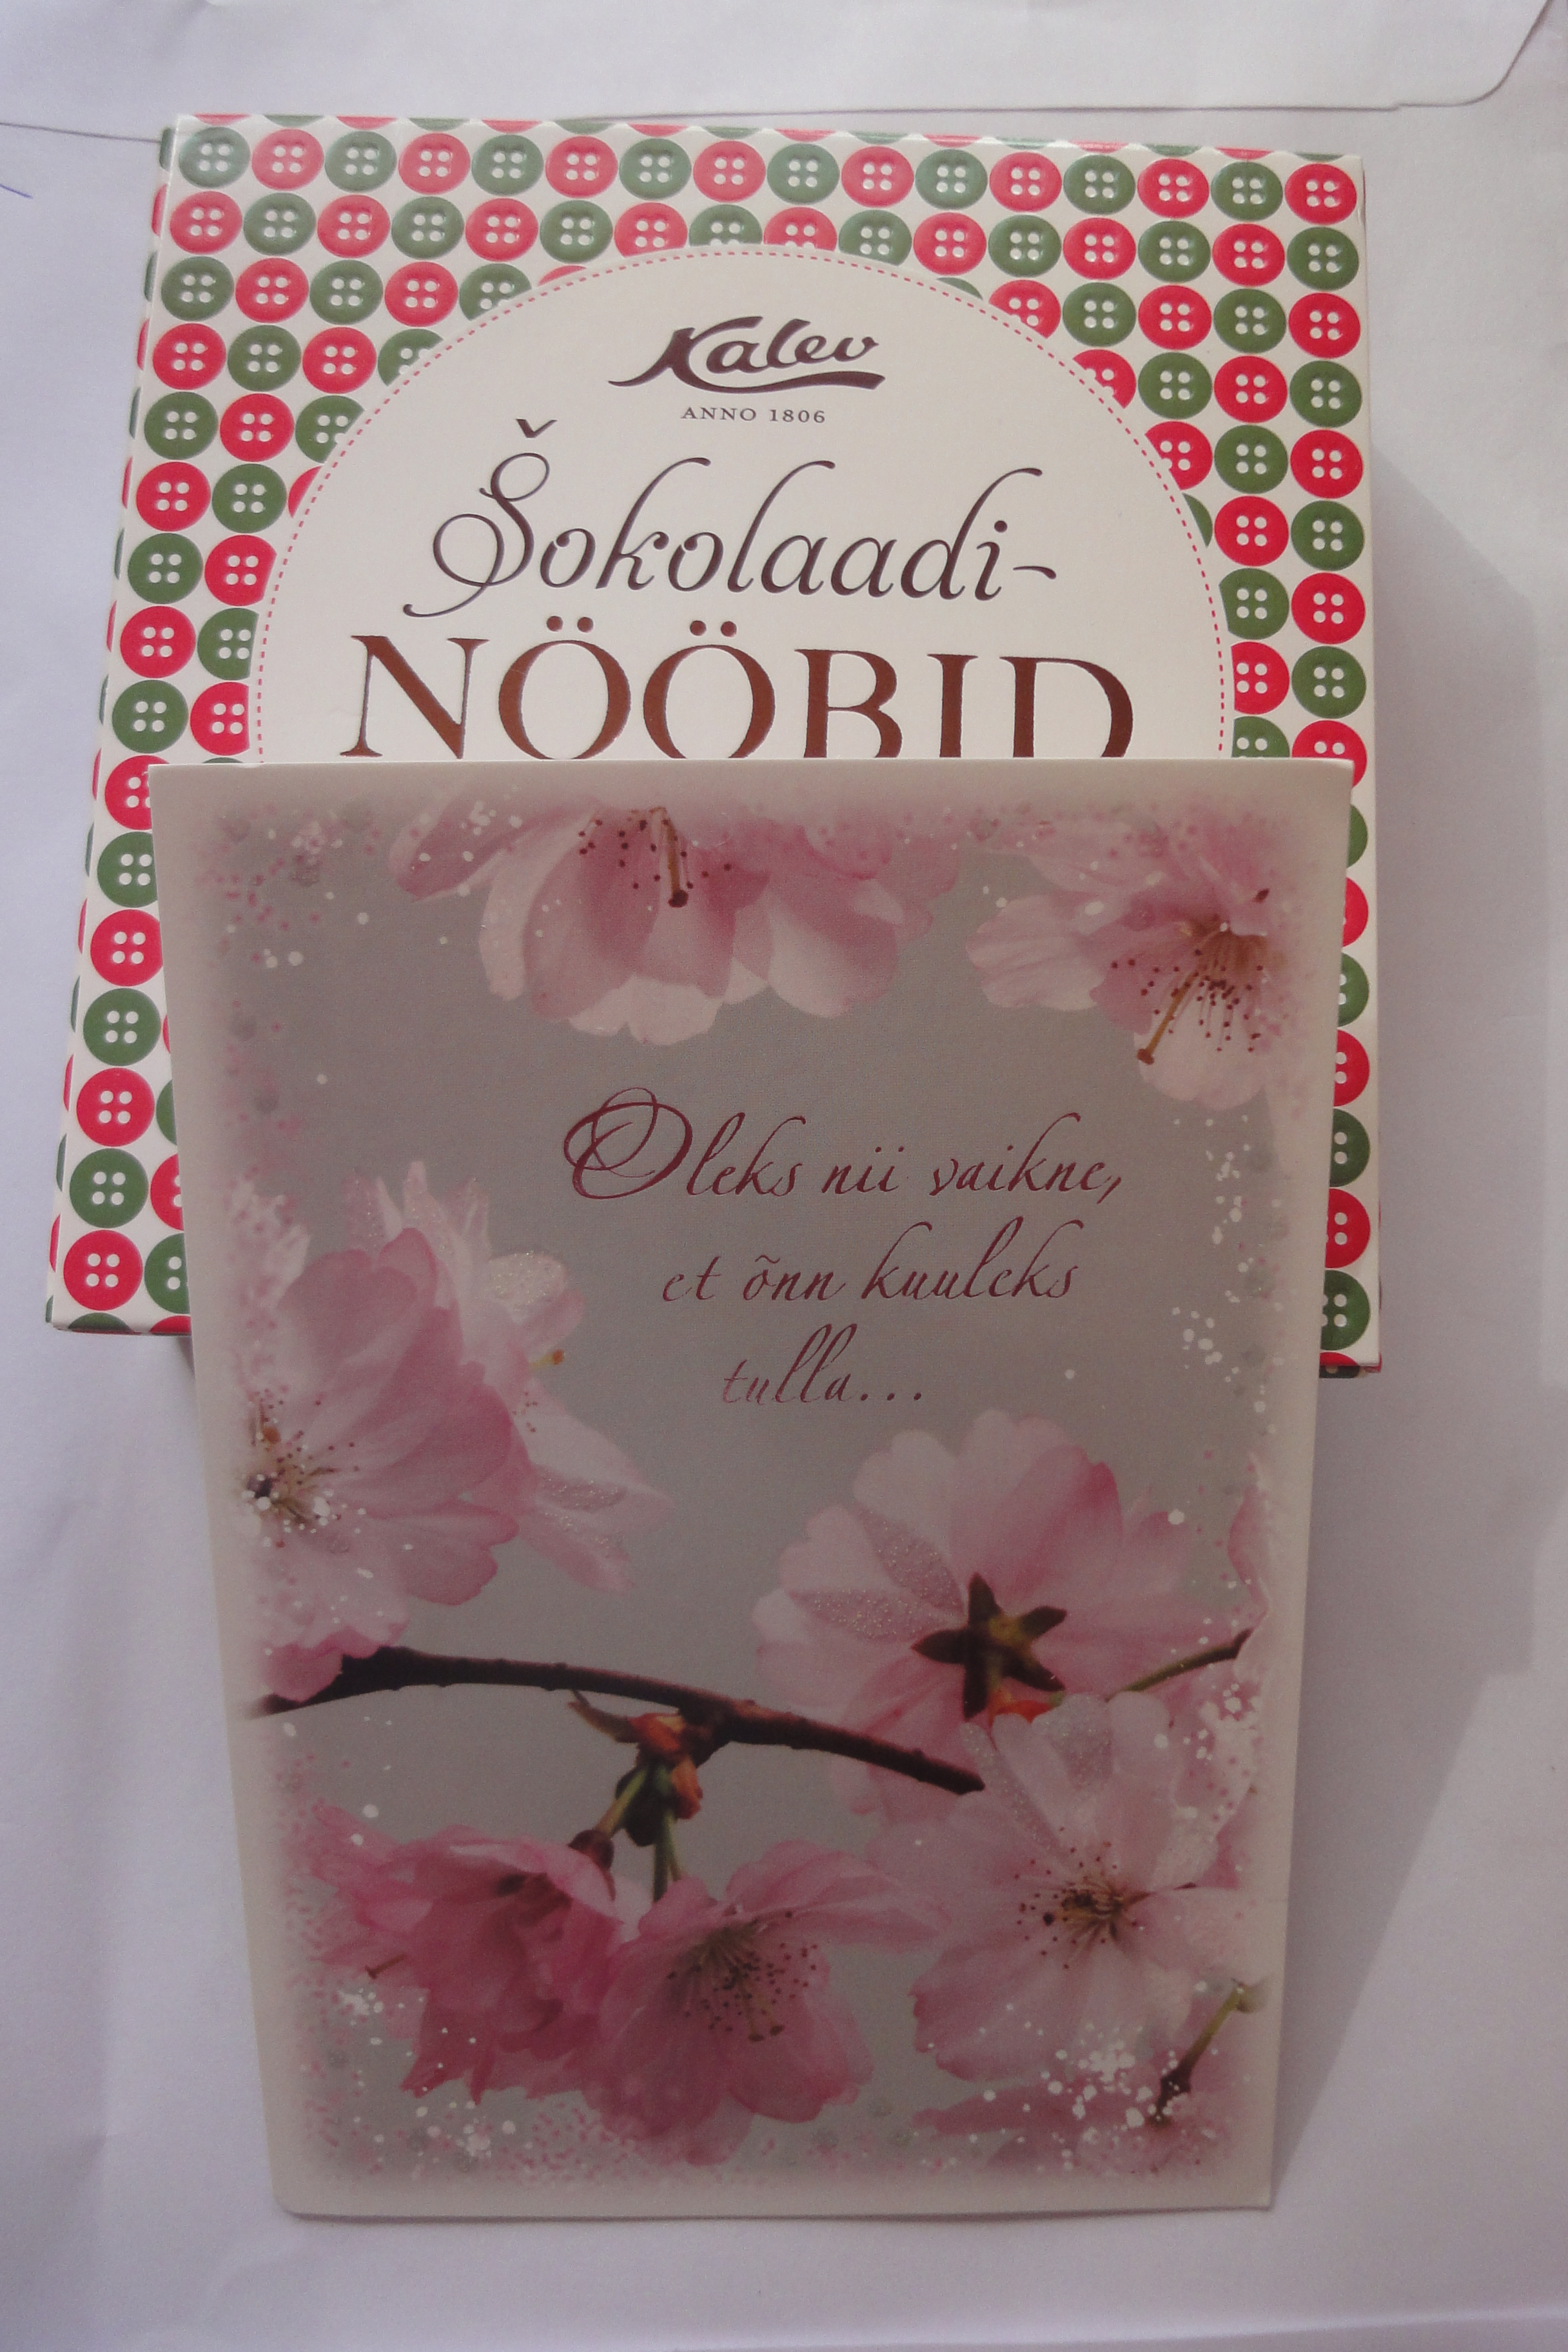 Kalev
ANNO 1806
Šokolaadi-
NÖÖBID
Oleks nii vaikne,
et õnn kuuleks
tulla...